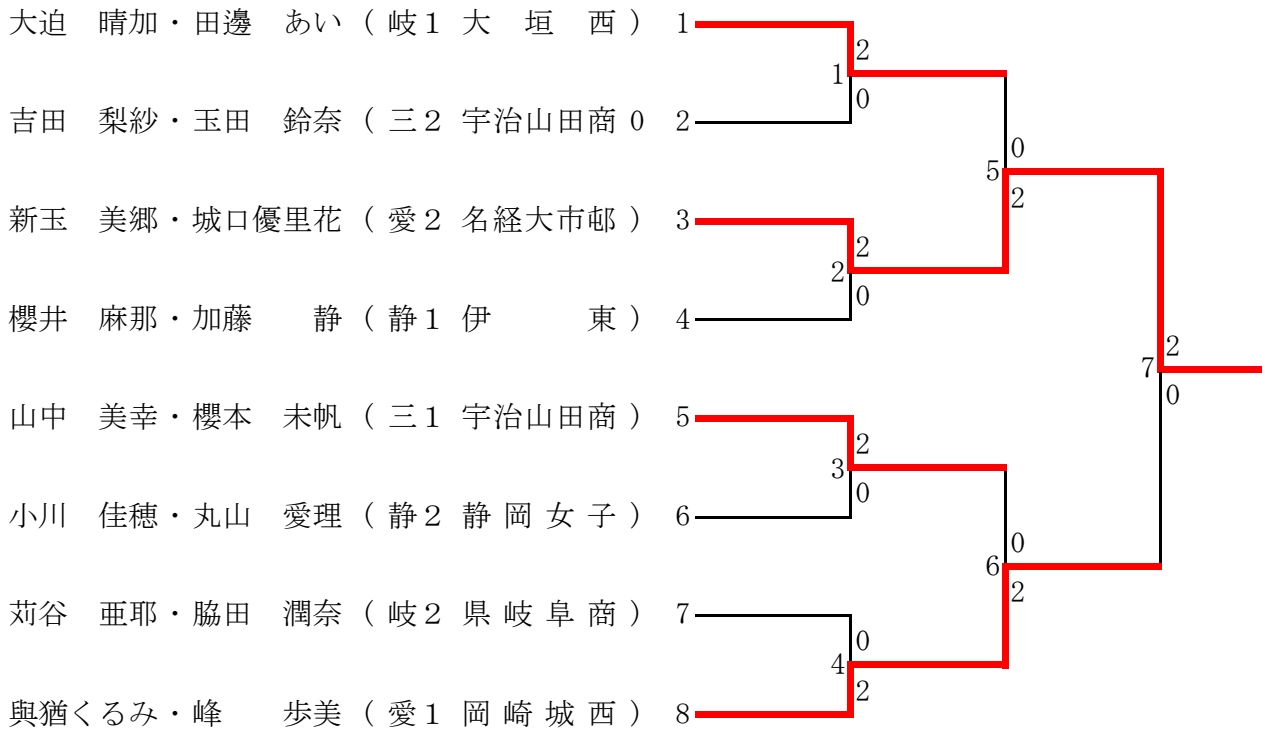 大迫　晴加・田邊　あい（岐１ 大　垣　西） 1
2
1
0
吉田　梨紗・玉田　鈴奈（三２ 宇治山田商 0 2
0
5
2
新玉　美郷・城口優里花（愛２ 名経大市邨） 3
2
2
0
櫻井　麻那・加藤　　静（静１ 伊　　　東） 4
2
7
0
山中　美幸・櫻本　未帆（三１ 宇治山田商） 5
2
3
0
小川　佳穂・丸山　愛理（静２ 静 岡 女 子） 6
0
6
2
苅谷　亜耶・脇田　潤奈（岐２ 県 岐 阜 商） 7
0
4
2
與猶くるみ・峰　　歩美（愛１ 岡 崎 城 西） 8